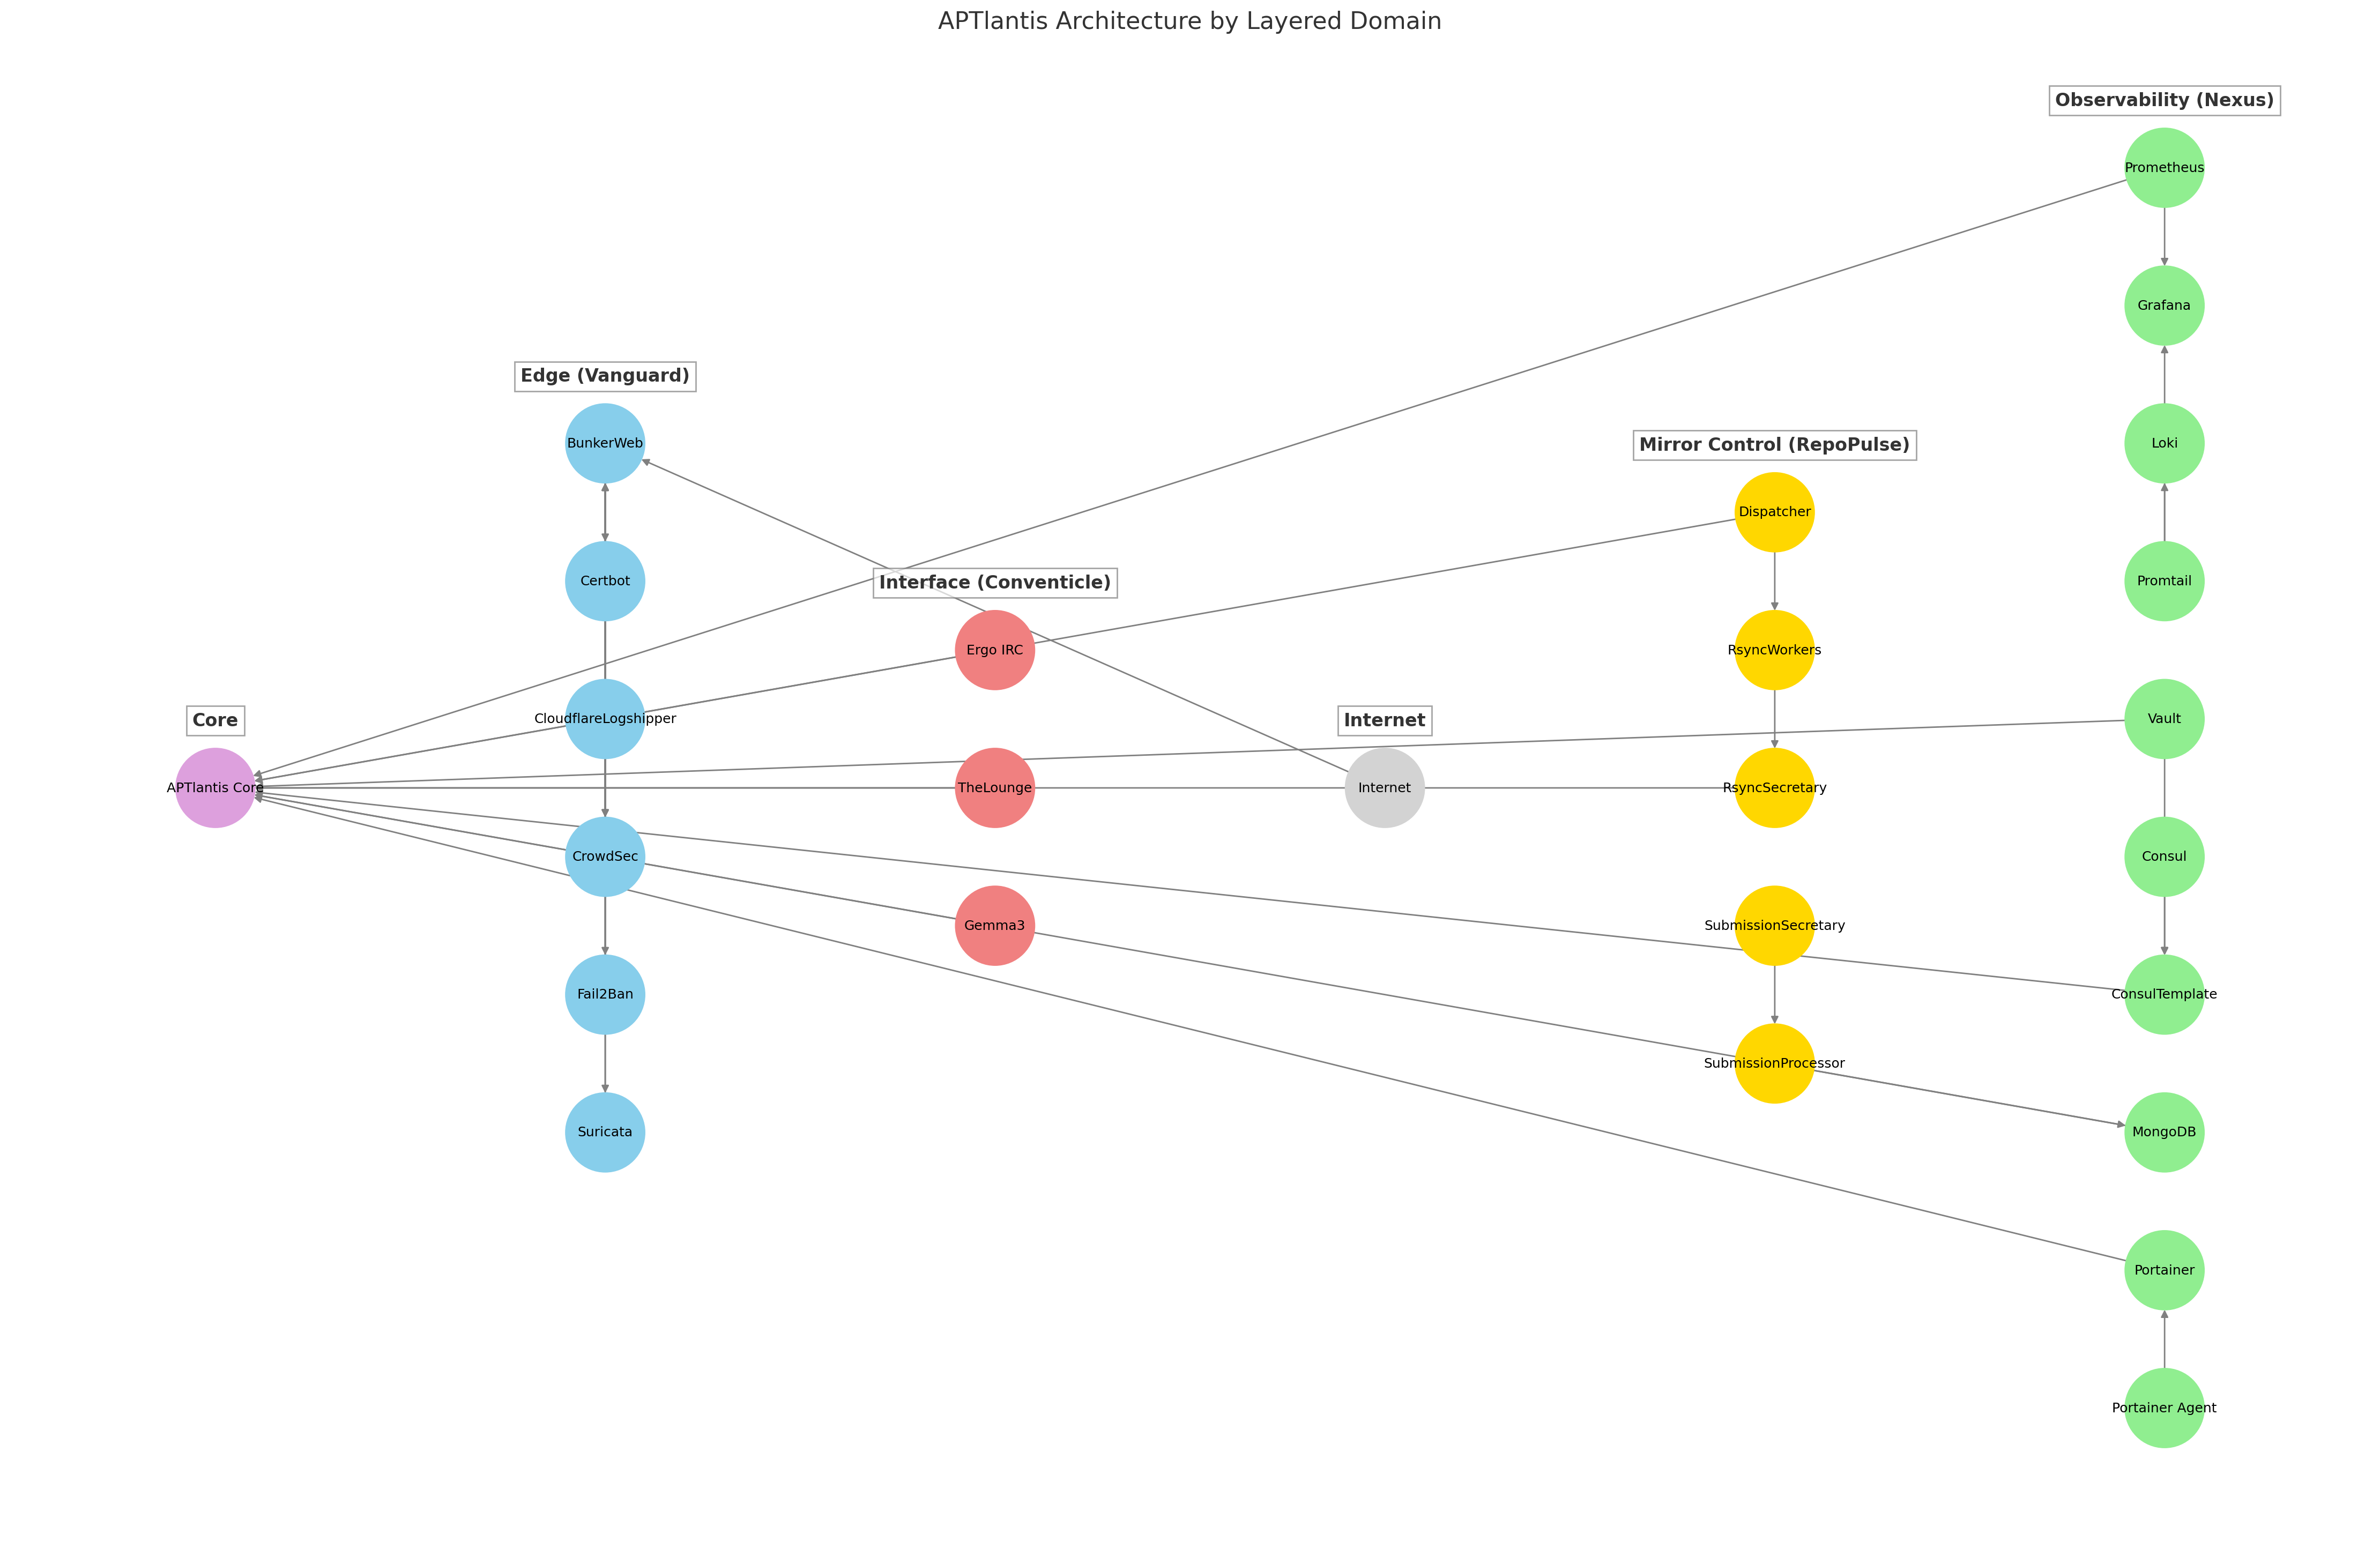 APTlantis Architecture by Layered Domain
Core
APTlantis Core
Edge (Vanguard)
BunkerWeb
Certbot
CloudflareLogshipper
CrowdSec
Fail2Ban
Suricata
Interface (Conventicle)
Ergo IRC
TheLounge
Gemma3
Internet
Internet
Mirror Control (RepoPulse)
Dispatcher
RsyncWorkers
RsyncSecretary
SubmissionSecretary
SubmissionProcessor
Observability (Nexus)
Prometheus
Grafana
Loki
Promtail
Vault
Consul
ConsulTemplate
MongoDB
Portainer
Portainer Agent